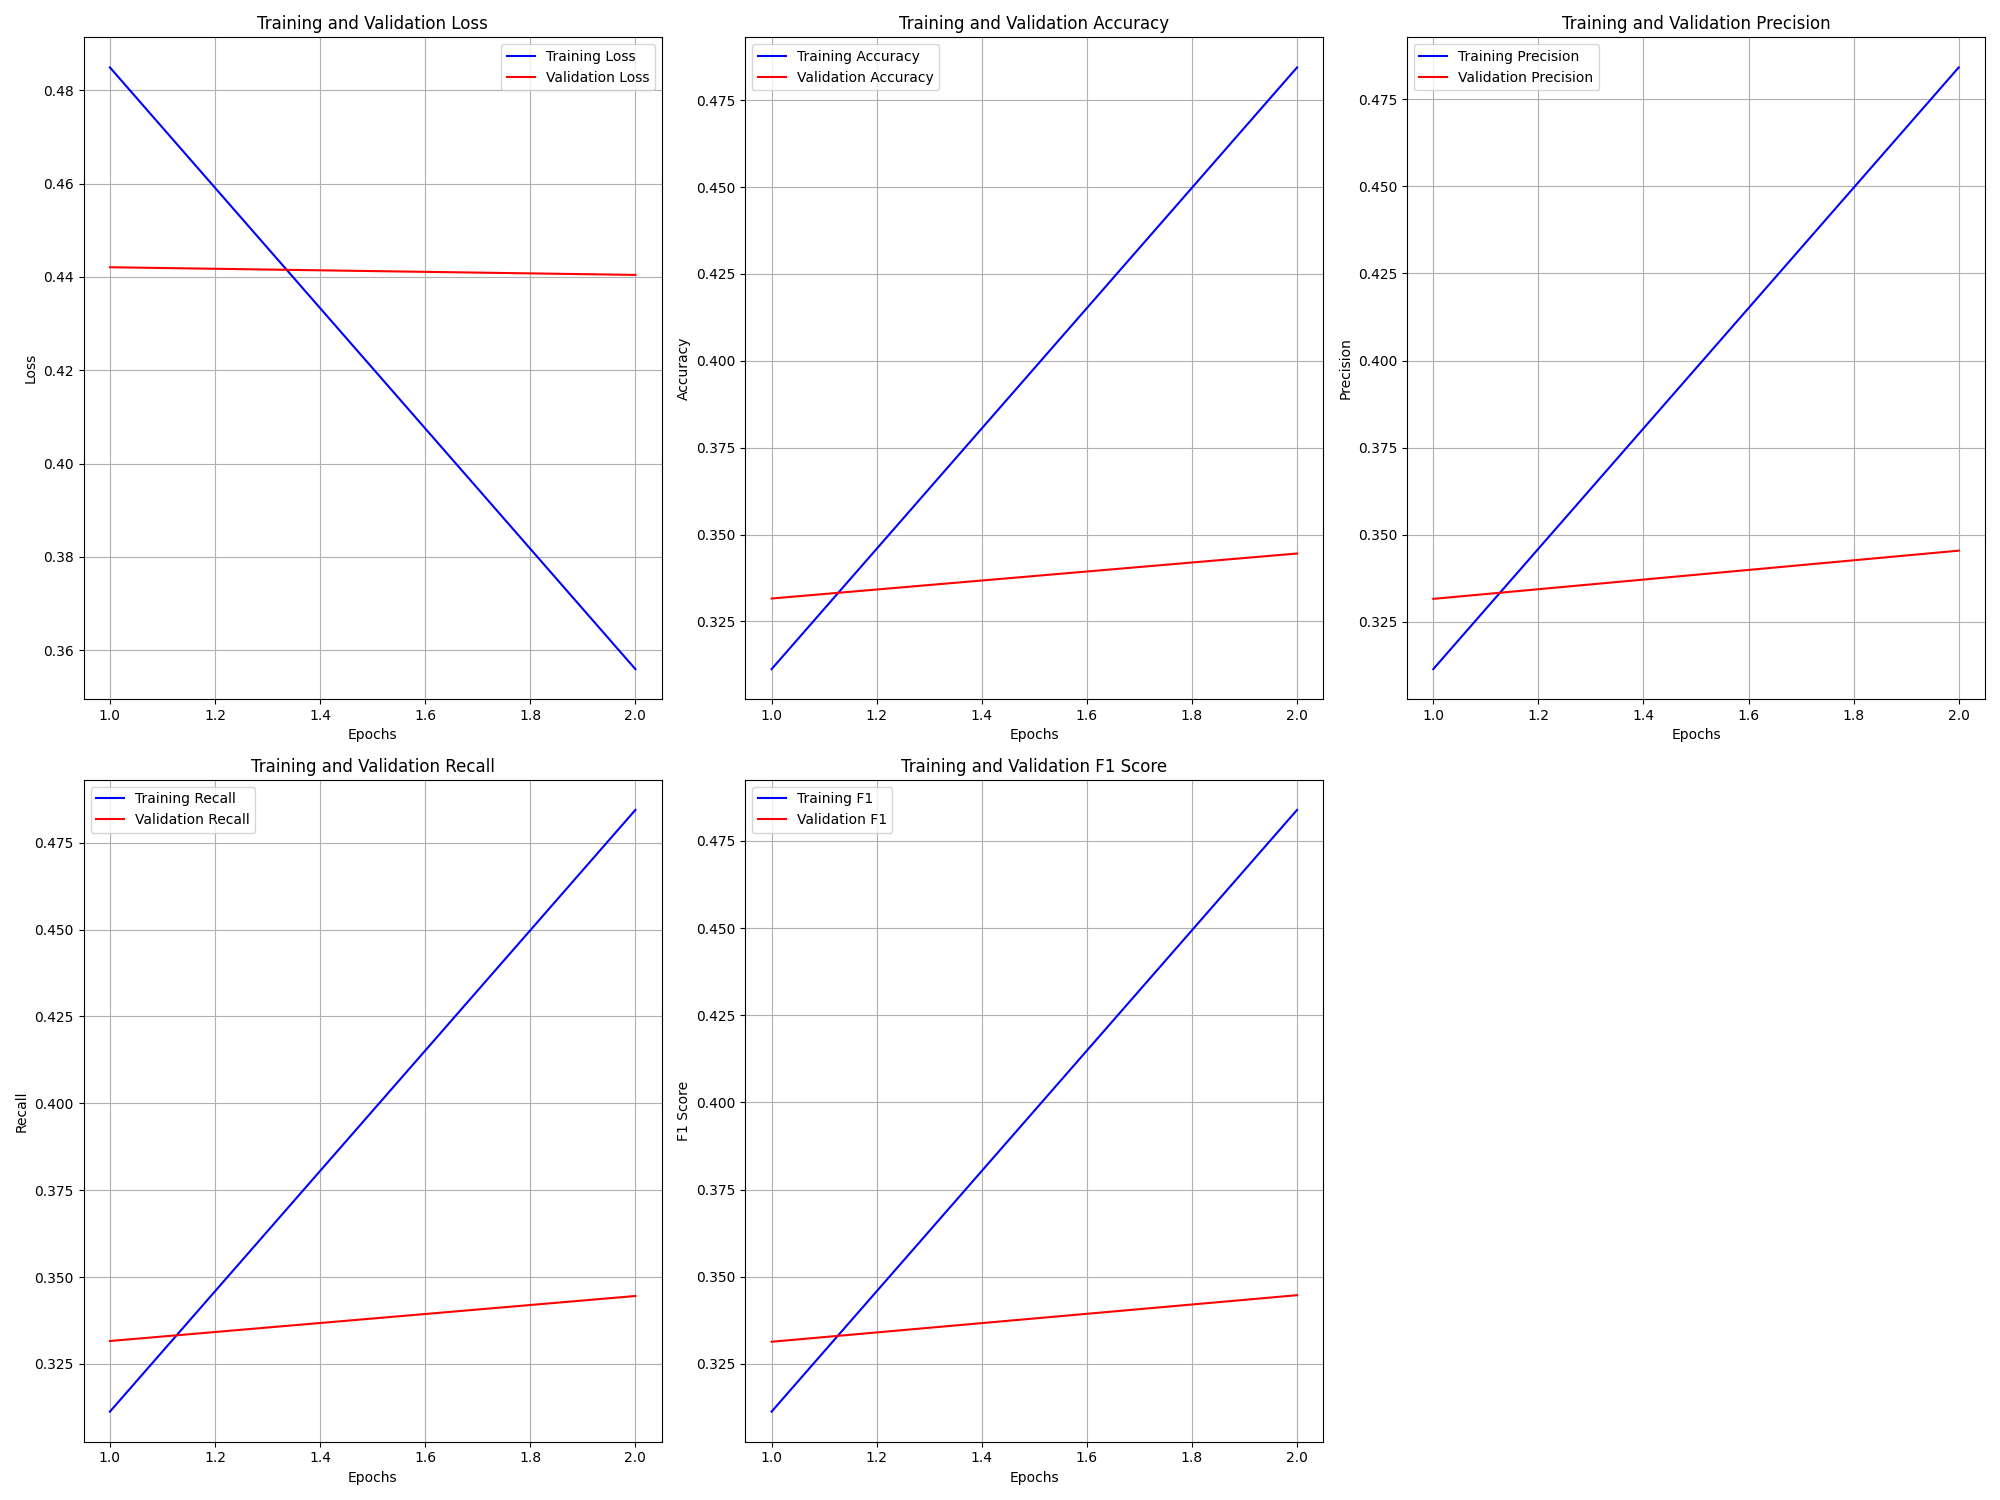 Training and Validation Loss
Training Loss
Validation Loss
0.48
0.46
0.44
0.42
0.40
0.38
0.36
Loss
1.0 1.2 1.4 1.6 1.8 2.0
Epochs
Training and Validation Accuracy
Training Accuracy
Validation Accuracy
0.475
0.450
0.425
0.400
0.375
0.350
0.325
Accuracy
1.0 1.2 1.4 1.6 1.8 2.0
Epochs
Training and Validation Precision
Training Precision
Validation Precision
0.475
0.450
0.425
0.400
0.375
0.350
0.325
Precision
1.0 1.2 1.4 1.6 1.8 2.0
Epochs
Training and Validation Recall
Training Recall
Validation Recall
0.475
0.450
0.425
0.400
0.375
0.350
0.325
Recall
1.0 1.2 1.4 1.6 1.8 2.0
Epochs
Training and Validation F1 Score
Training F1
Validation F1
0.475
0.450
0.425
0.400
0.375
0.350
0.325
F1 Score
1.0 1.2 1.4 1.6 1.8 2.0
Epochs